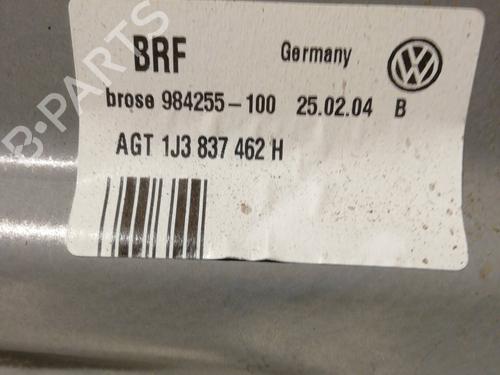 BRF Germany
brose 984255-100 25.02.04 B
AGT 1J3 837 462 H
B-PARTS